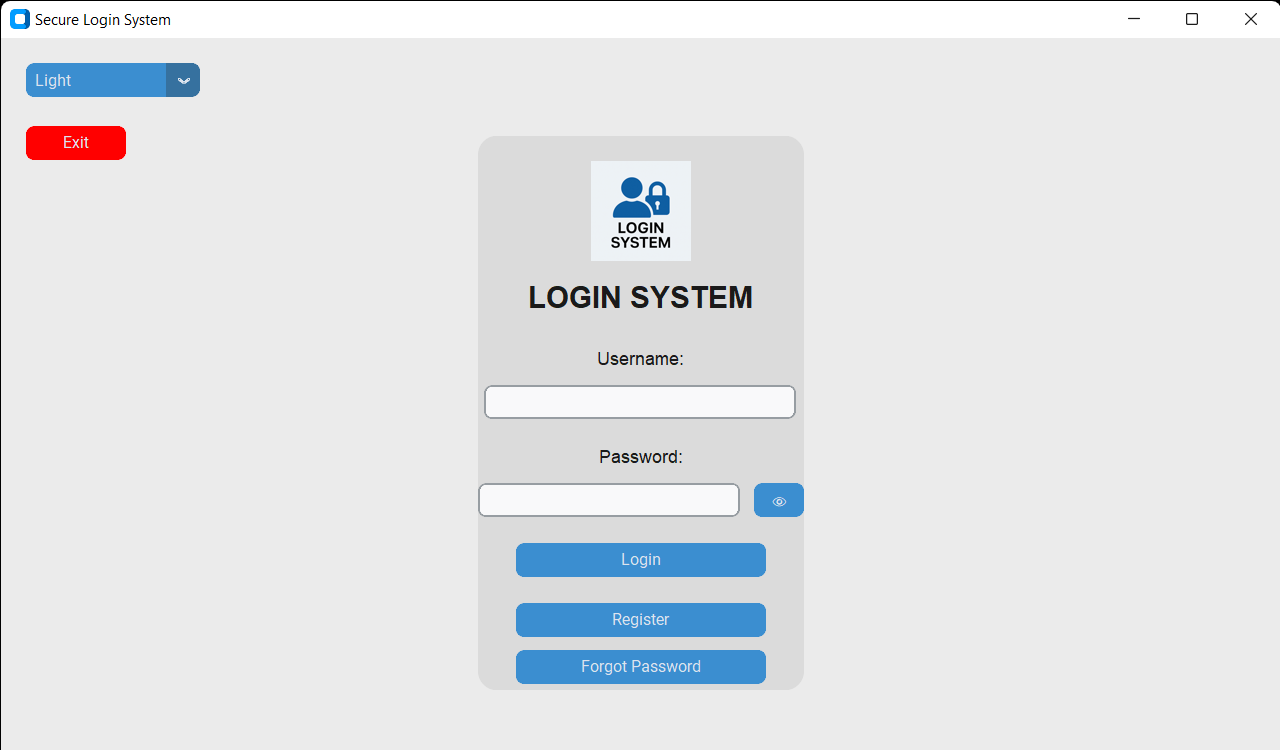 Secure Login System
Light
Exit
LOGIN
SYSTEM
LOGIN SYSTEM
Username:
Password:
Login
Register
Forgot Password